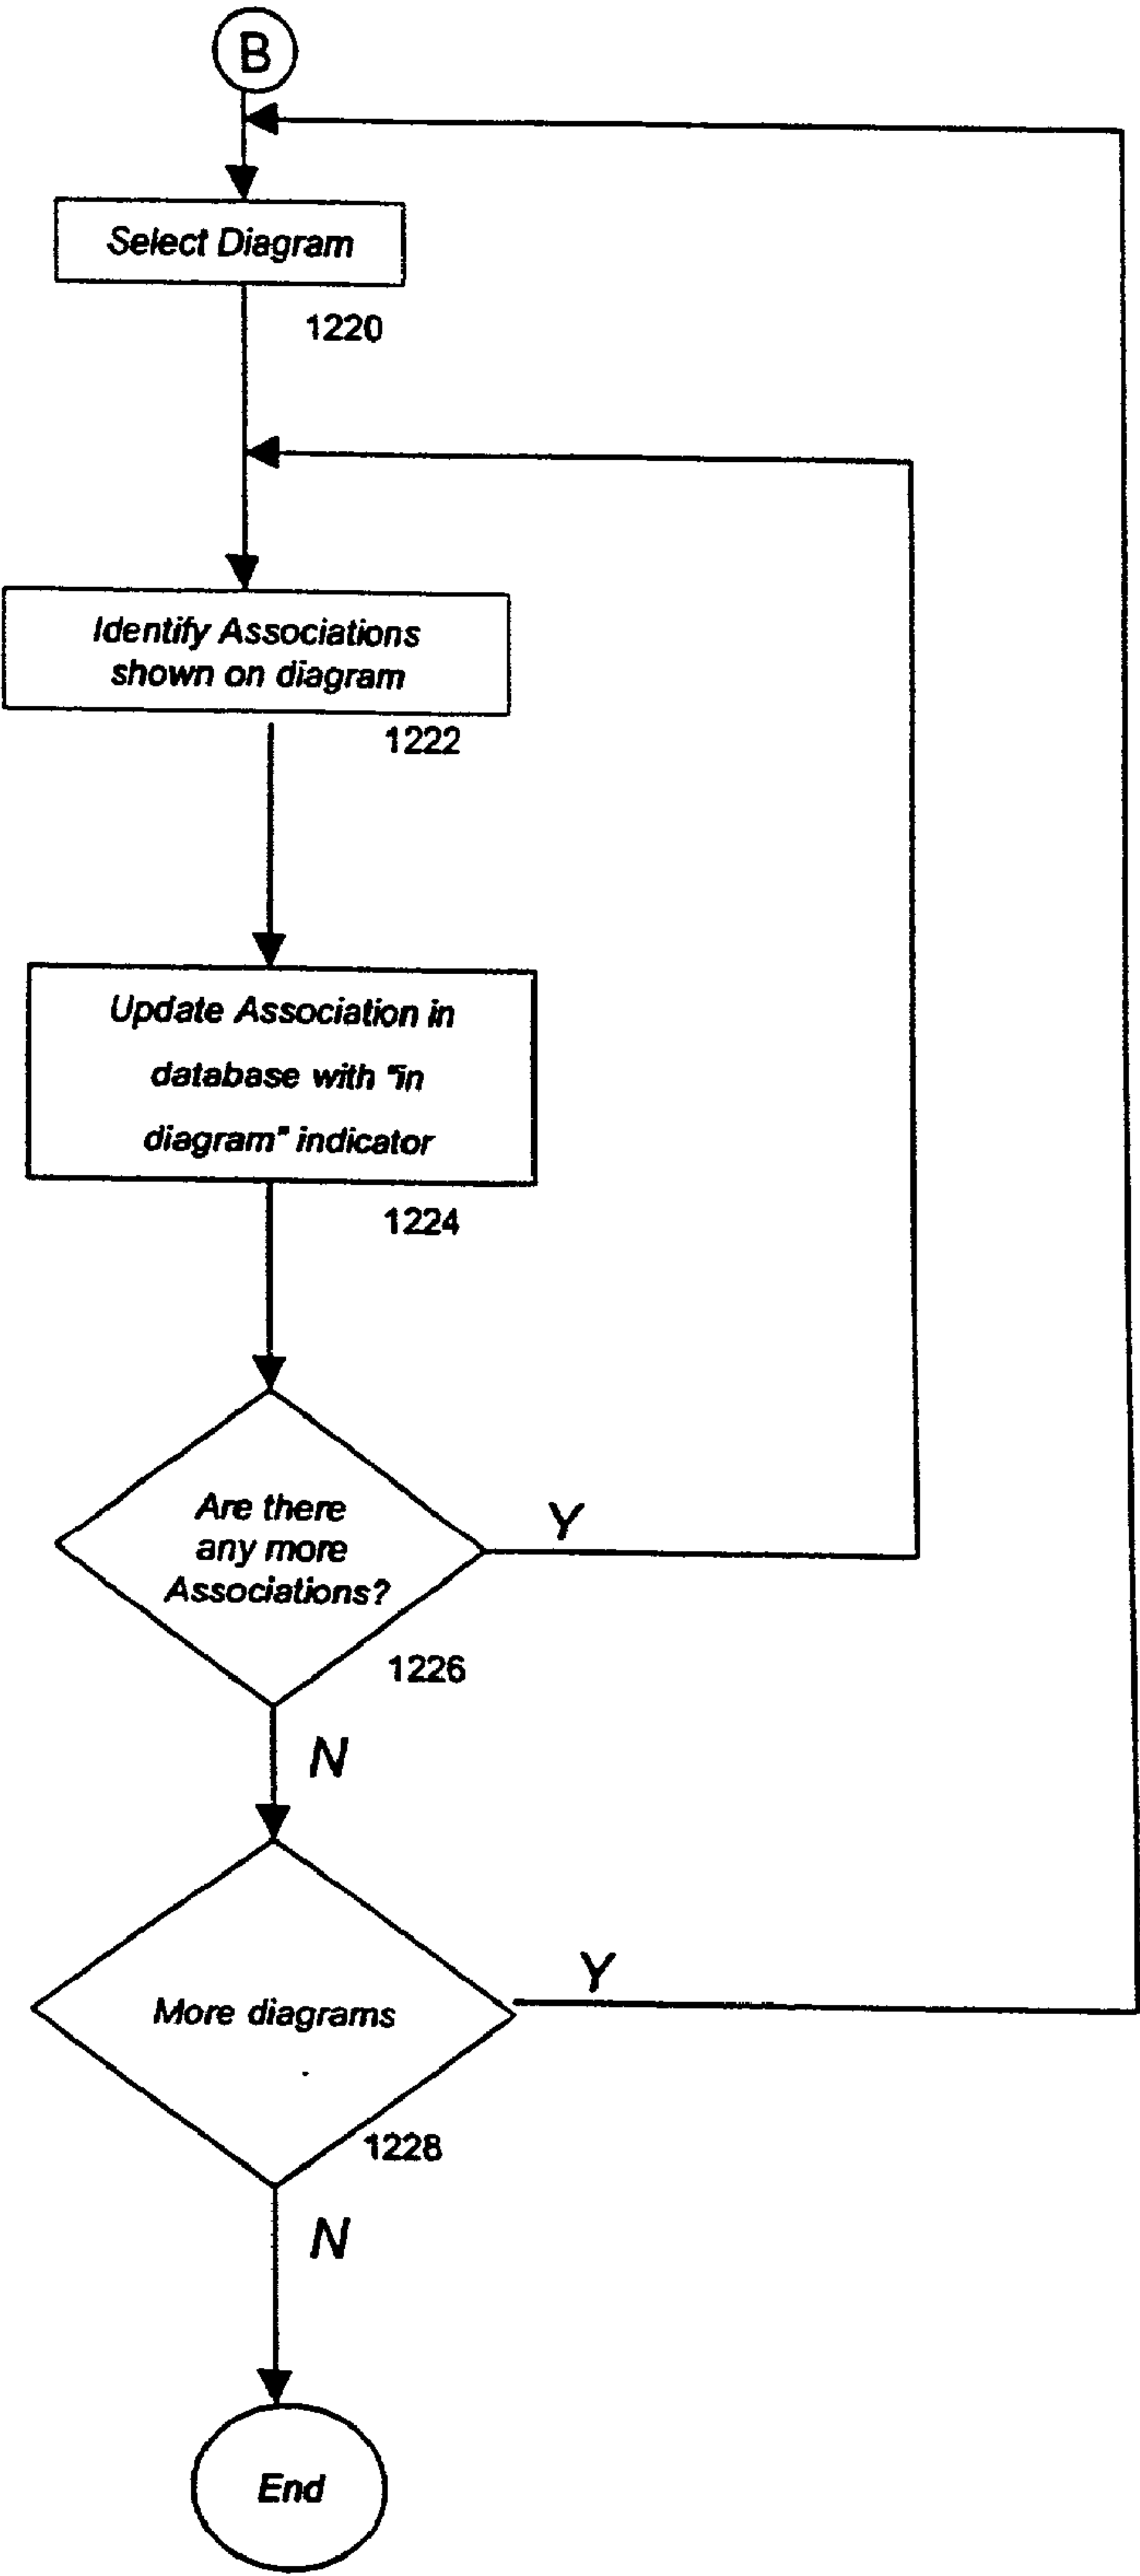 B
Select Diagram
1220
Identify Associations
shown on diagram
1222
Update Association in
database with "in
diagram" indicator
1224
Are there
any more
Associations?
Y
1226
N
More diagrams
Y
1228
N
End